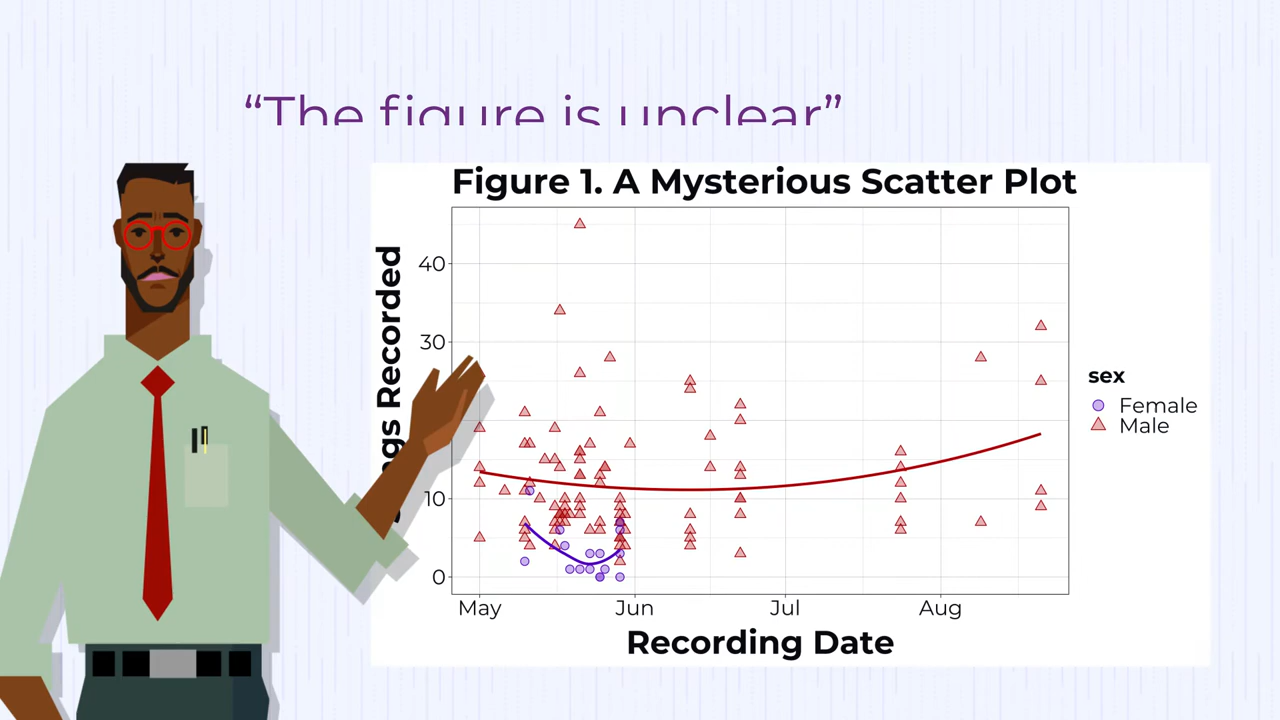 “The figure is unclear”
Figure 1. A Mysterious Scatter Plot
Recorded
40
30
10
0
May
Jun
Jul
Aug
Recording Date
sex
Female
Male